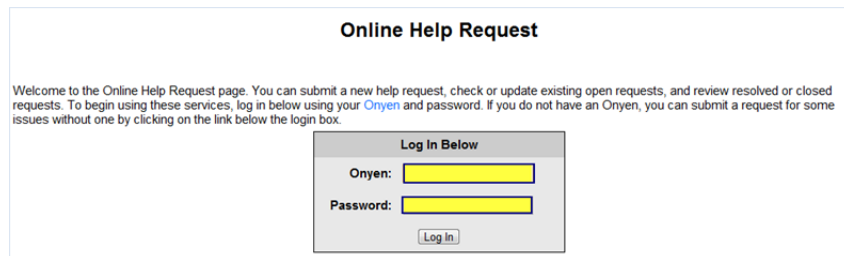 Online Help Request
Welcome to the Online Help Request page. You can submit a new help request, check or update existing open requests, and review resolved or closed
requests. To begin using these services, log in below using your Onyen and password. If you do not have an Onyen, you can submit a request for some
issues without one by clicking on the link below the login box.
Log In Below
Onyen:
Password:
Log In